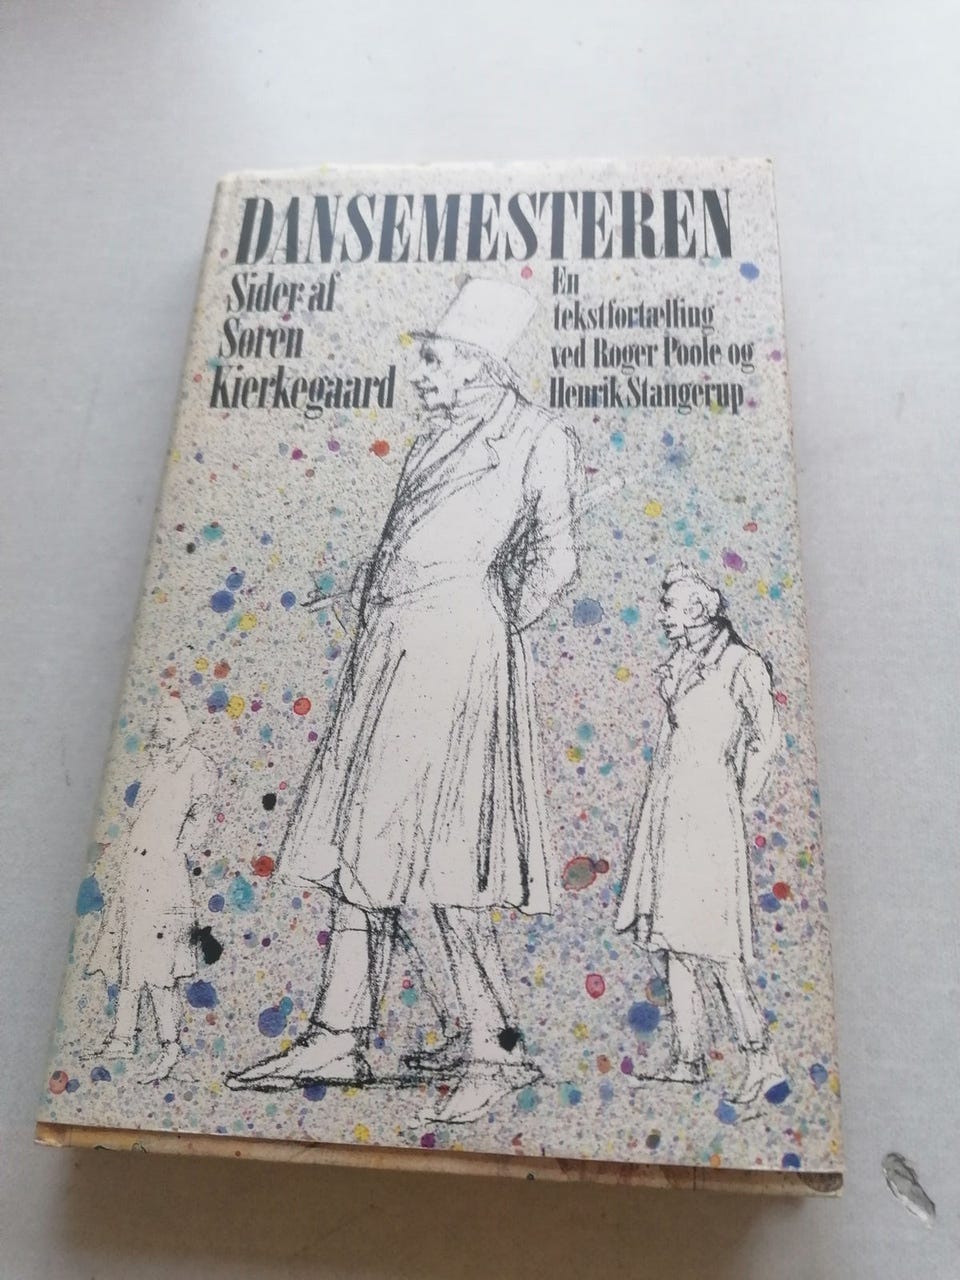 DANSEMESTEREN
Sider af
Søren
Kierkegaard
En
tekstfortælling
ved Roger Poole og
Henrik Stangerup